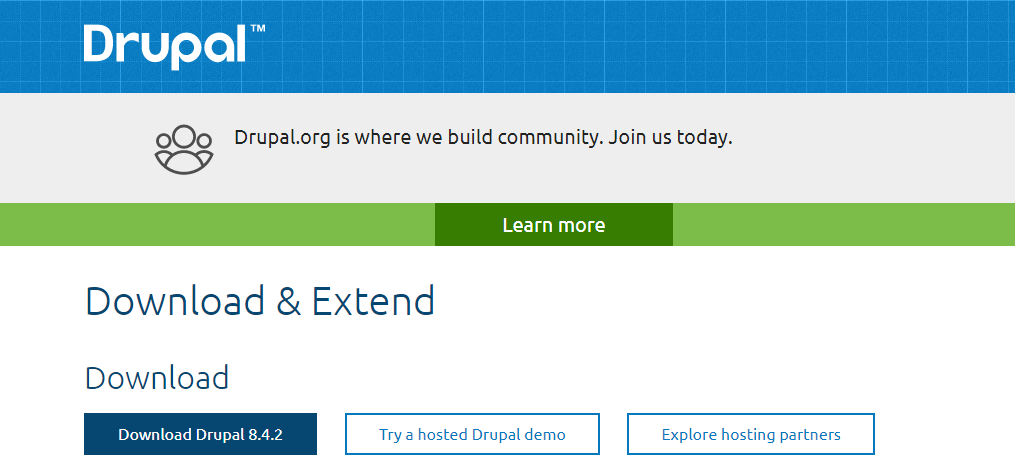 Drupal™
Drupal.org is where we build community. Join us today.
Learn more
Download & Extend
Download
Download Drupal 8.4.2
Try a hosted Drupal demo
Explore hosting partners